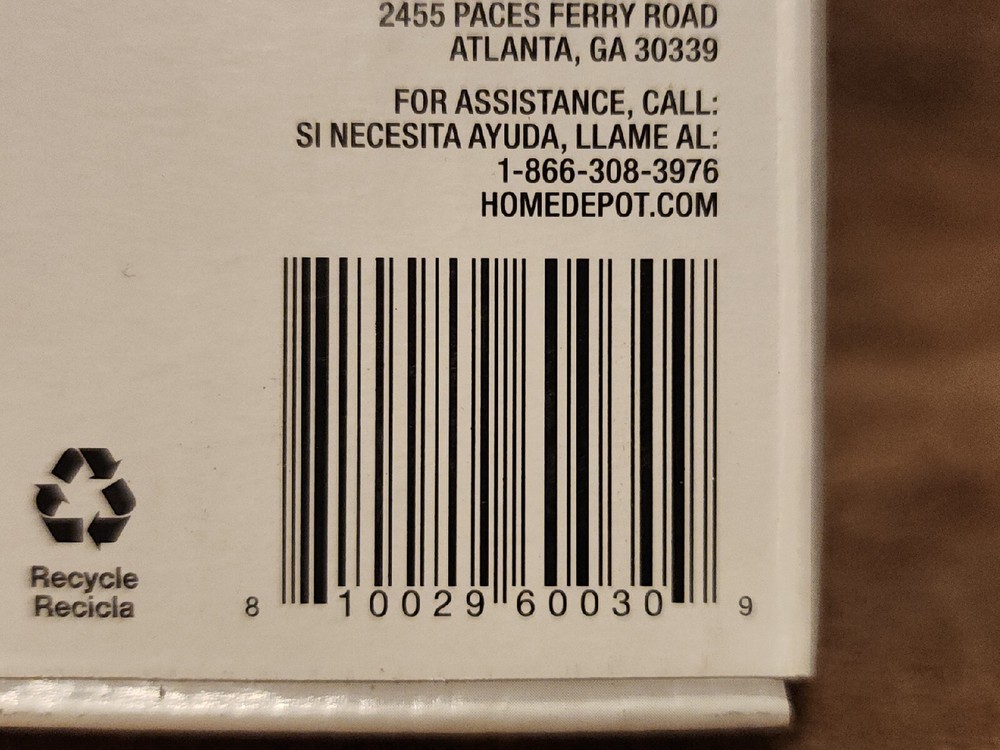 2455 PACES FERRY ROAD
ATLANTA, GA 30339
FOR ASSISTANCE, CALL:
SI NECESITA AYUDA, LLAME AL:
1-866-308-3976
HOMEDEPOT.COM
Recycle
Recicla
8 10029 60030 9